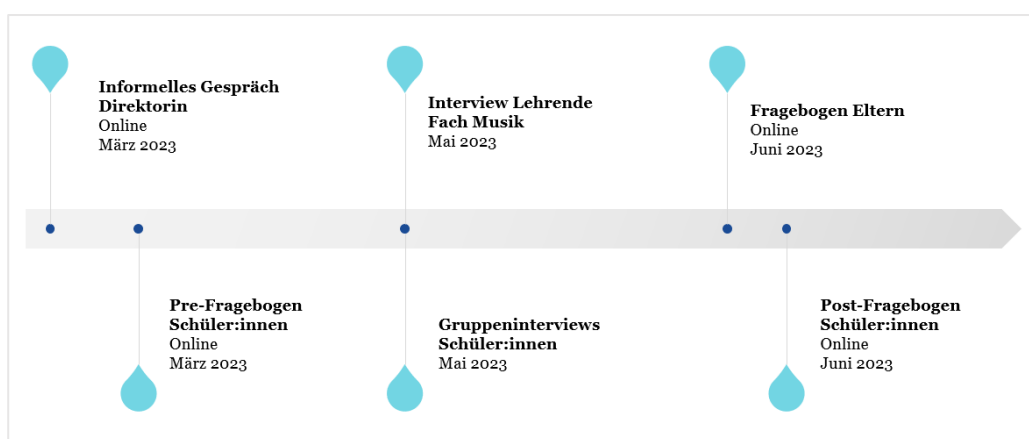 Informelles Gespräch
Direktorin
Online
März 2023
Interview Lehrende
Fach Musik
Mai 2023
Fragebogen Eltern
Online
Juni 2023
Pre-Fragebogen
Schüler:innen
Online
März 2023
Gruppeninterviews
Schüler:innen
Mai 2023
Post-Fragebogen
Schüler:innen
Online
Juni 2023